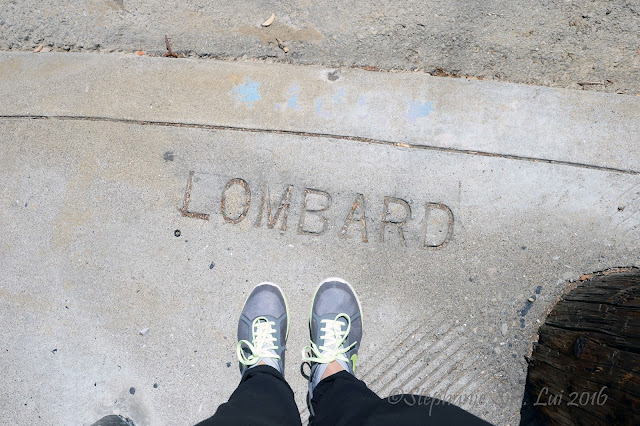 LOMBARD
©Stephanie Y. Lui 2016